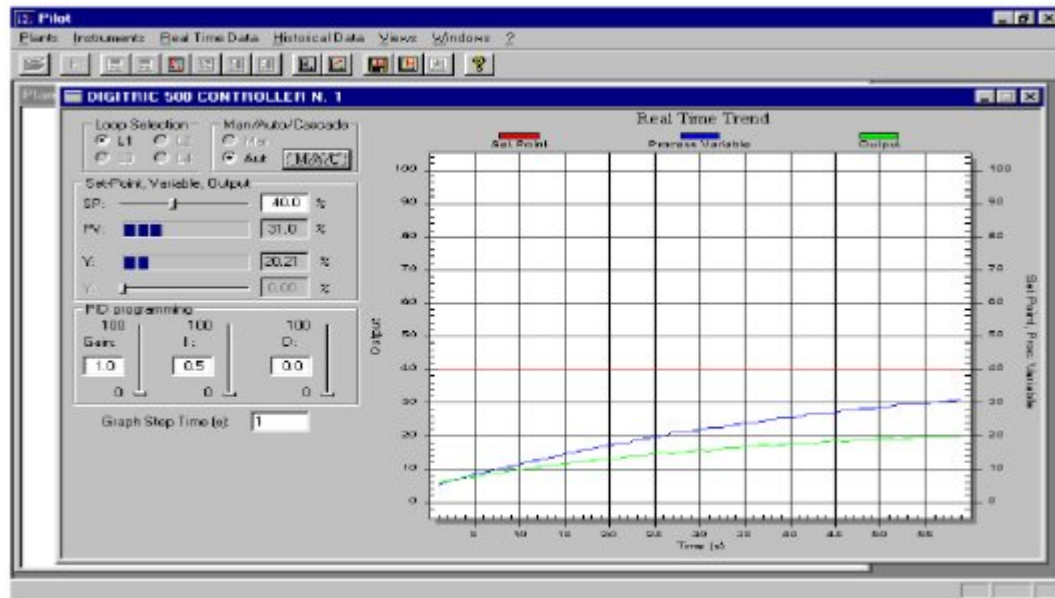 Pilot
Plants Instruments Real Time Data Historical Data Views Windows ?
DIGITRIC 500 CONTROLLER N. 1
Loop Selection
L1 L2
L3 L4
Man/Auto/Cascade
Man
Aut M/A/C
Set-Point, Variable, Output
SP: 40.0 %
PV: 31.0 %
Y: 20.21 %
Y: 0.00 %
PID programming
100 100 100
Gain: I: D:
1.0 0.5 0.0
0 0 0
Graph Step Time (s): 1
Real Time Trend
Set Point Process Variable Output
100 100
90 90
80 80
70 70
60 60
50 50
40 40
30 30
20 20
10 10
0 0
Output
Set Point, Proc. Variable
5 10 15 20 25 30 35 40 45 50 55
Time (s)